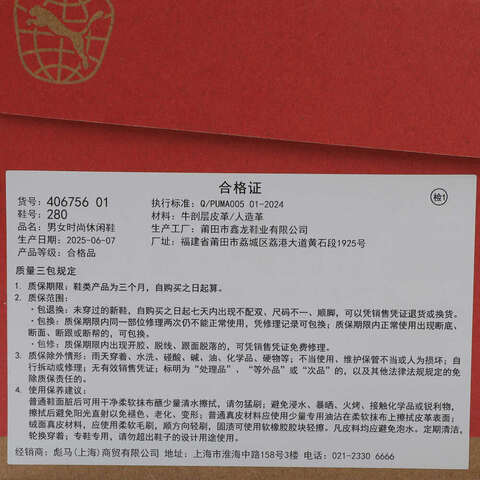 合格证
检1
货号: 406756 01
鞋号: 280
品名: 男女时尚休闲鞋
生产日期: 2025-06-07
产品等级: 合格品
执行标准: Q/PUMA005 01-2024
材料: 牛剖层皮革/人造革
生产工厂: 莆田市鑫龙鞋业有限公司
厂址: 福建省莆田市荔城区荔港大道黄石段1925号
质量三包规定
1. 质保期限: 鞋类产品为三个月,自购买之日起算。
2. 质保范围:
・包退换: 未穿过的新鞋,自购买之日起七天内出现不配双、尺码不一、顺脚,可以凭销售凭证退货或换货。
・包换: 质保期限内同一部位修理两次仍不能正常使用,凭修理记录可包换; 质保期限内正常使用出现断底、
断面、断跟或断帮的,可包换。
・包修: 质保期限内出现开胶、脱线、跟面脱落的,可凭销售凭证免费修理。
3. 质保除外情形: 雨天穿着、水洗、碰酸、碱、油、化学品、硬物等; 不当使用、维护保管不当或人为损坏; 自
行拆动或修理; 无有效销售凭证; 标明为“处理品”、“等外品”或“次品”的,以及其他法律法规规定的免
责情形。
4. 使用保养建议:
普通鞋面脏后可用干净柔软抹布蘸少量清水擦拭,请勿猛刷; 避免浸水、暴晒、火烤、接触化学品或锐利物,
擦拭后避免阳光直射以免褪色、老化、变形; 普通真皮材料应使用少量专用油沾在柔软抹布上擦拭皮革表面;
绒面真皮材料,应使用柔软毛刷,顺方向轻刷,固渍可使软橡胶胶块轻擦。凡皮料均应避免泡水。定期清洁,
轮换穿着; 专鞋专用,请勿超出鞋子的设计用途使用。
经销商: 彪马(上海)商贸有限公司 地址: 上海市淮海中路158号3楼 电话: 021-2330 6666